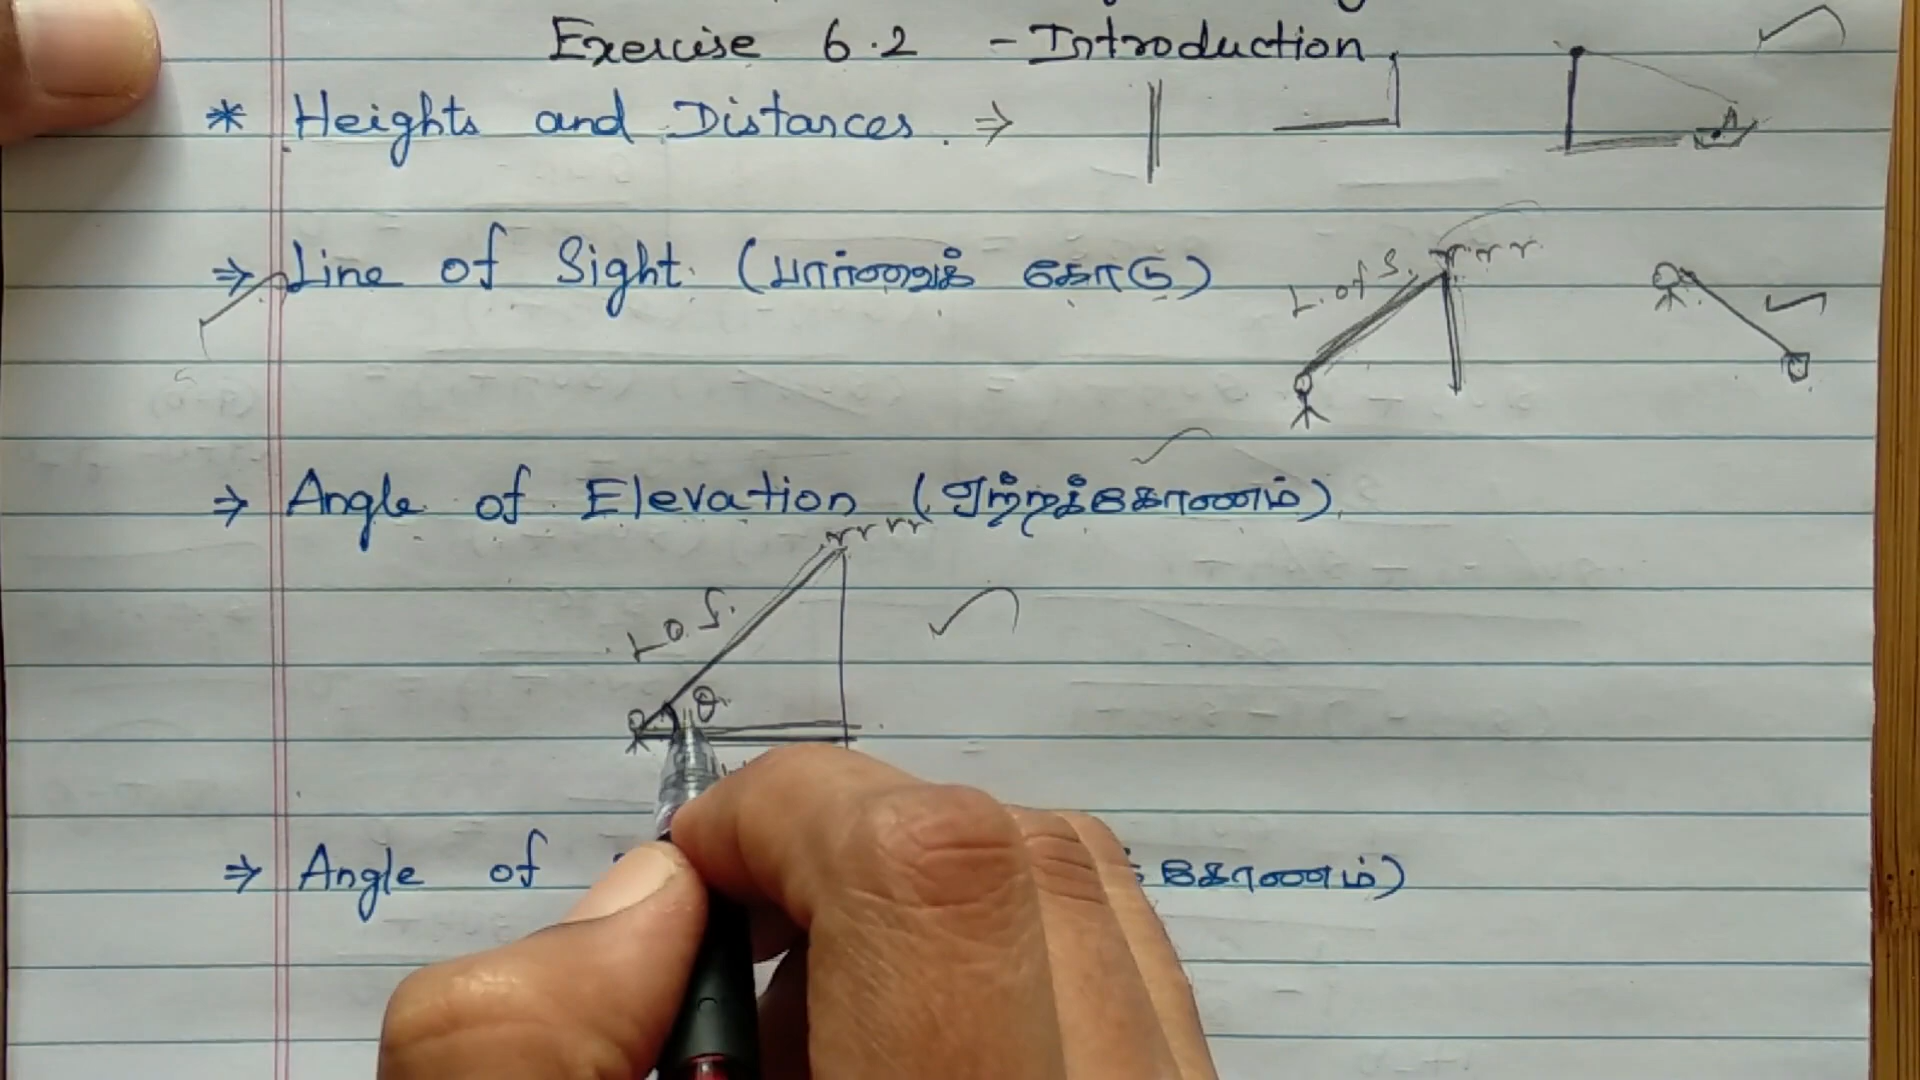 Exercise 6.2 - Introduction
* Heights and Distances. ⇒
⇒ Line of Sight. (பார்வைக் கோடு)
L. of S.
⇒ Angle of Elevation (ஏற்றக்கோணம்)
L o S.
θ
⇒ Angle of கோணம்)